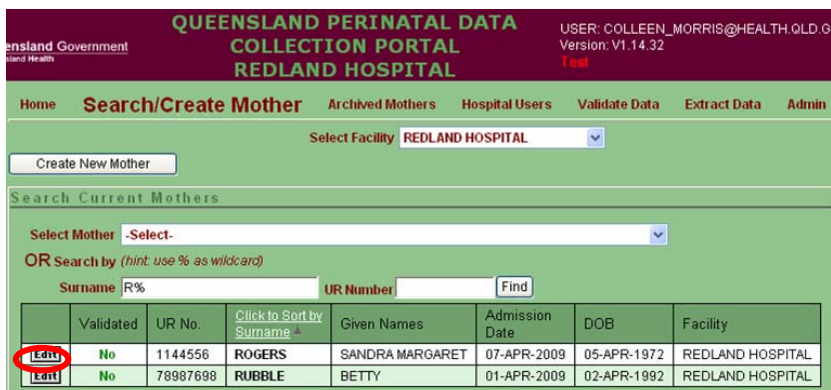 QUEENSLAND PERINATAL DATA
COLLECTION PORTAL
REDLAND HOSPITAL
ensland Government
sland Health
USER: COLLEEN_MORRIS@HEALTH.QLD.G
Version: V1.14.32
Test
Home Search/Create Mother Archived Mothers Hospital Users Validate Data Extract Data Admin
Select Facility REDLAND HOSPITAL
Create New Mother
Search Current Mothers
Select Mother -Select-
OR Search by (hint: use % as wildcard)
Surname R% UR Number Find
Validated UR No. Click to Sort by Surname Given Names Admission Date DOB Facility
Edit No 1144556 ROGERS SANDRA MARGARET 07-APR-2009 05-APR-1972 REDLAND HOSPITAL
Edit No 78987698 RUBBLE BETTY 01-APR-2009 02-APR-1992 REDLAND HOSPITAL